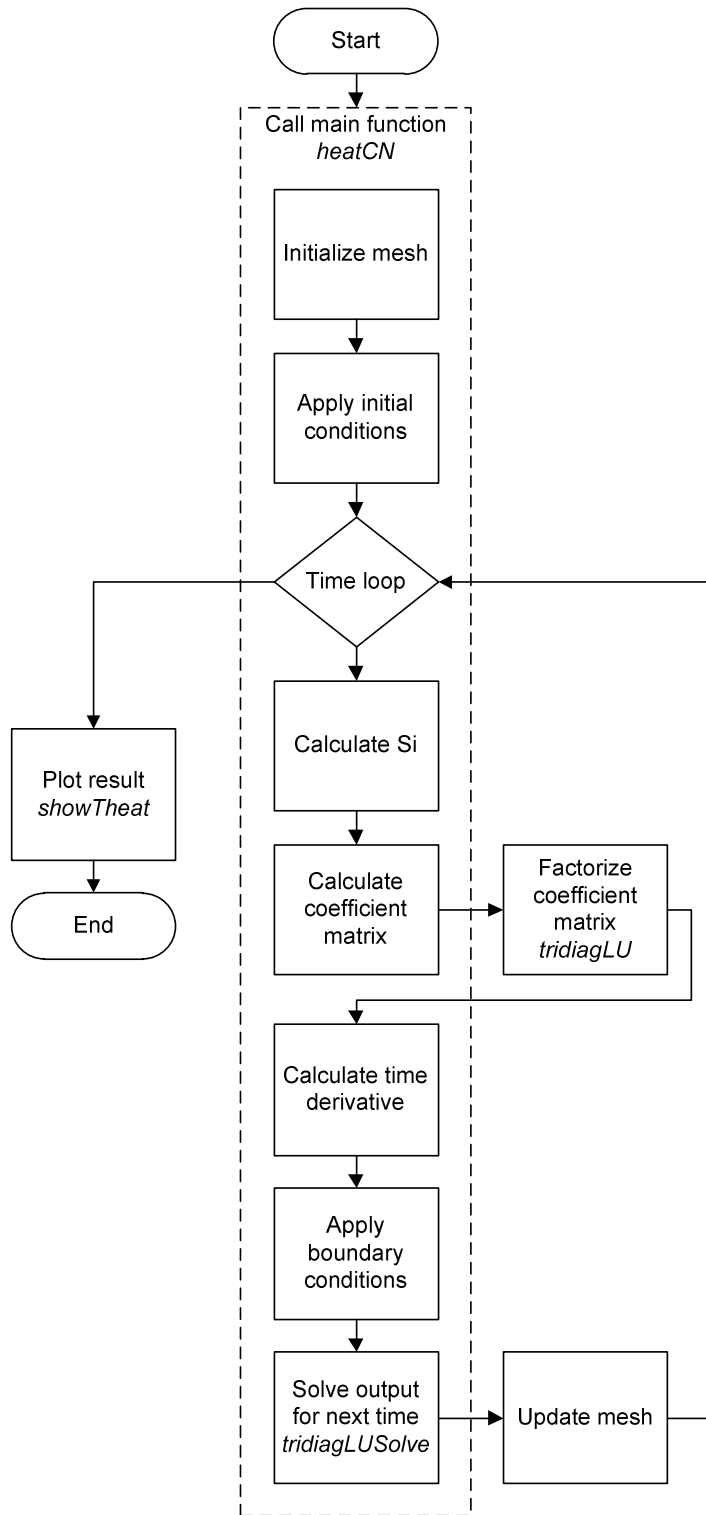 Start
Call main function
heatCN
Initialize mesh
Apply initial
conditions
Time loop
Calculate Si
Plot result
showTheat
End
Calculate
coefficient
matrix
Factorize
coefficient
matrix
tridiagLU
Calculate time
derivative
Apply
boundary
conditions
Solve output
for next time
tridiagLUSolve
Update mesh